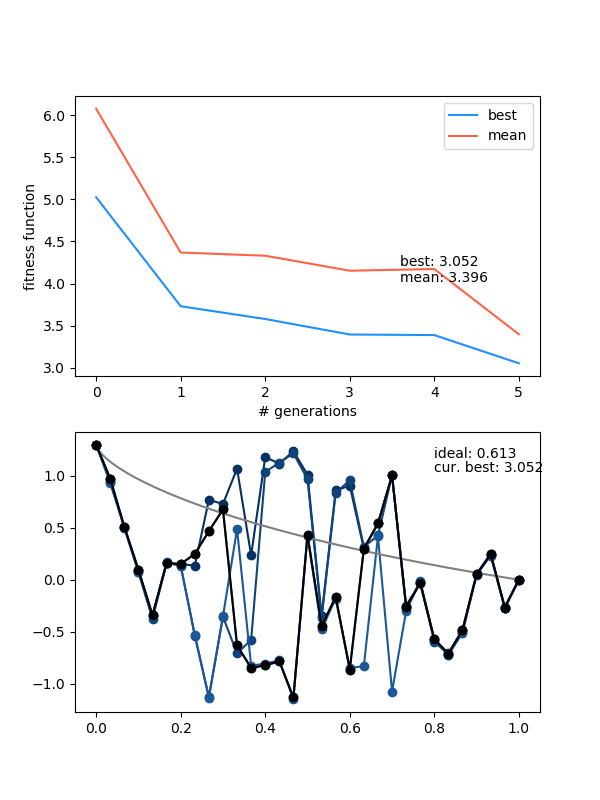 6.0
best
mean
5.5
5.0
fitness function
4.5
best: 3.052
4.0
mean: 3.396
3.5
3.0
0 1 2 3 4 5
# generations
ideal: 0.613
cur. best: 3.052
1.0
0.5
0.0
−0.5
−1.0
0.0 0.2 0.4 0.6 0.8 1.0